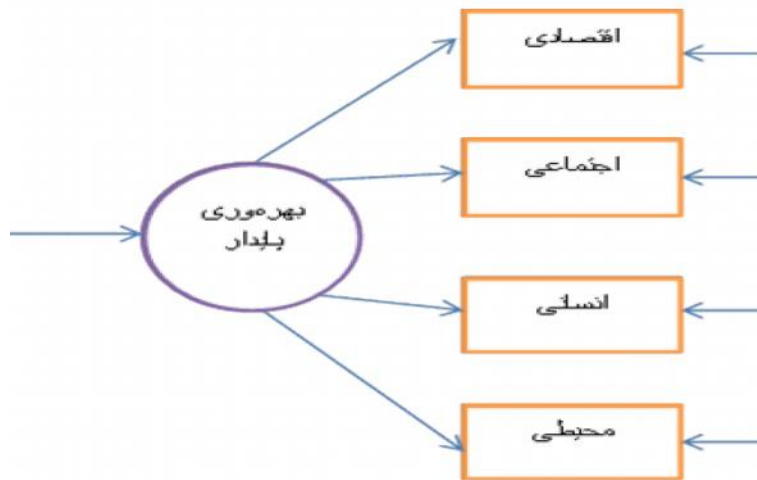 اقتصادی
اجتماعی
بهره‌وری
پایدار
انسانی
محیطی